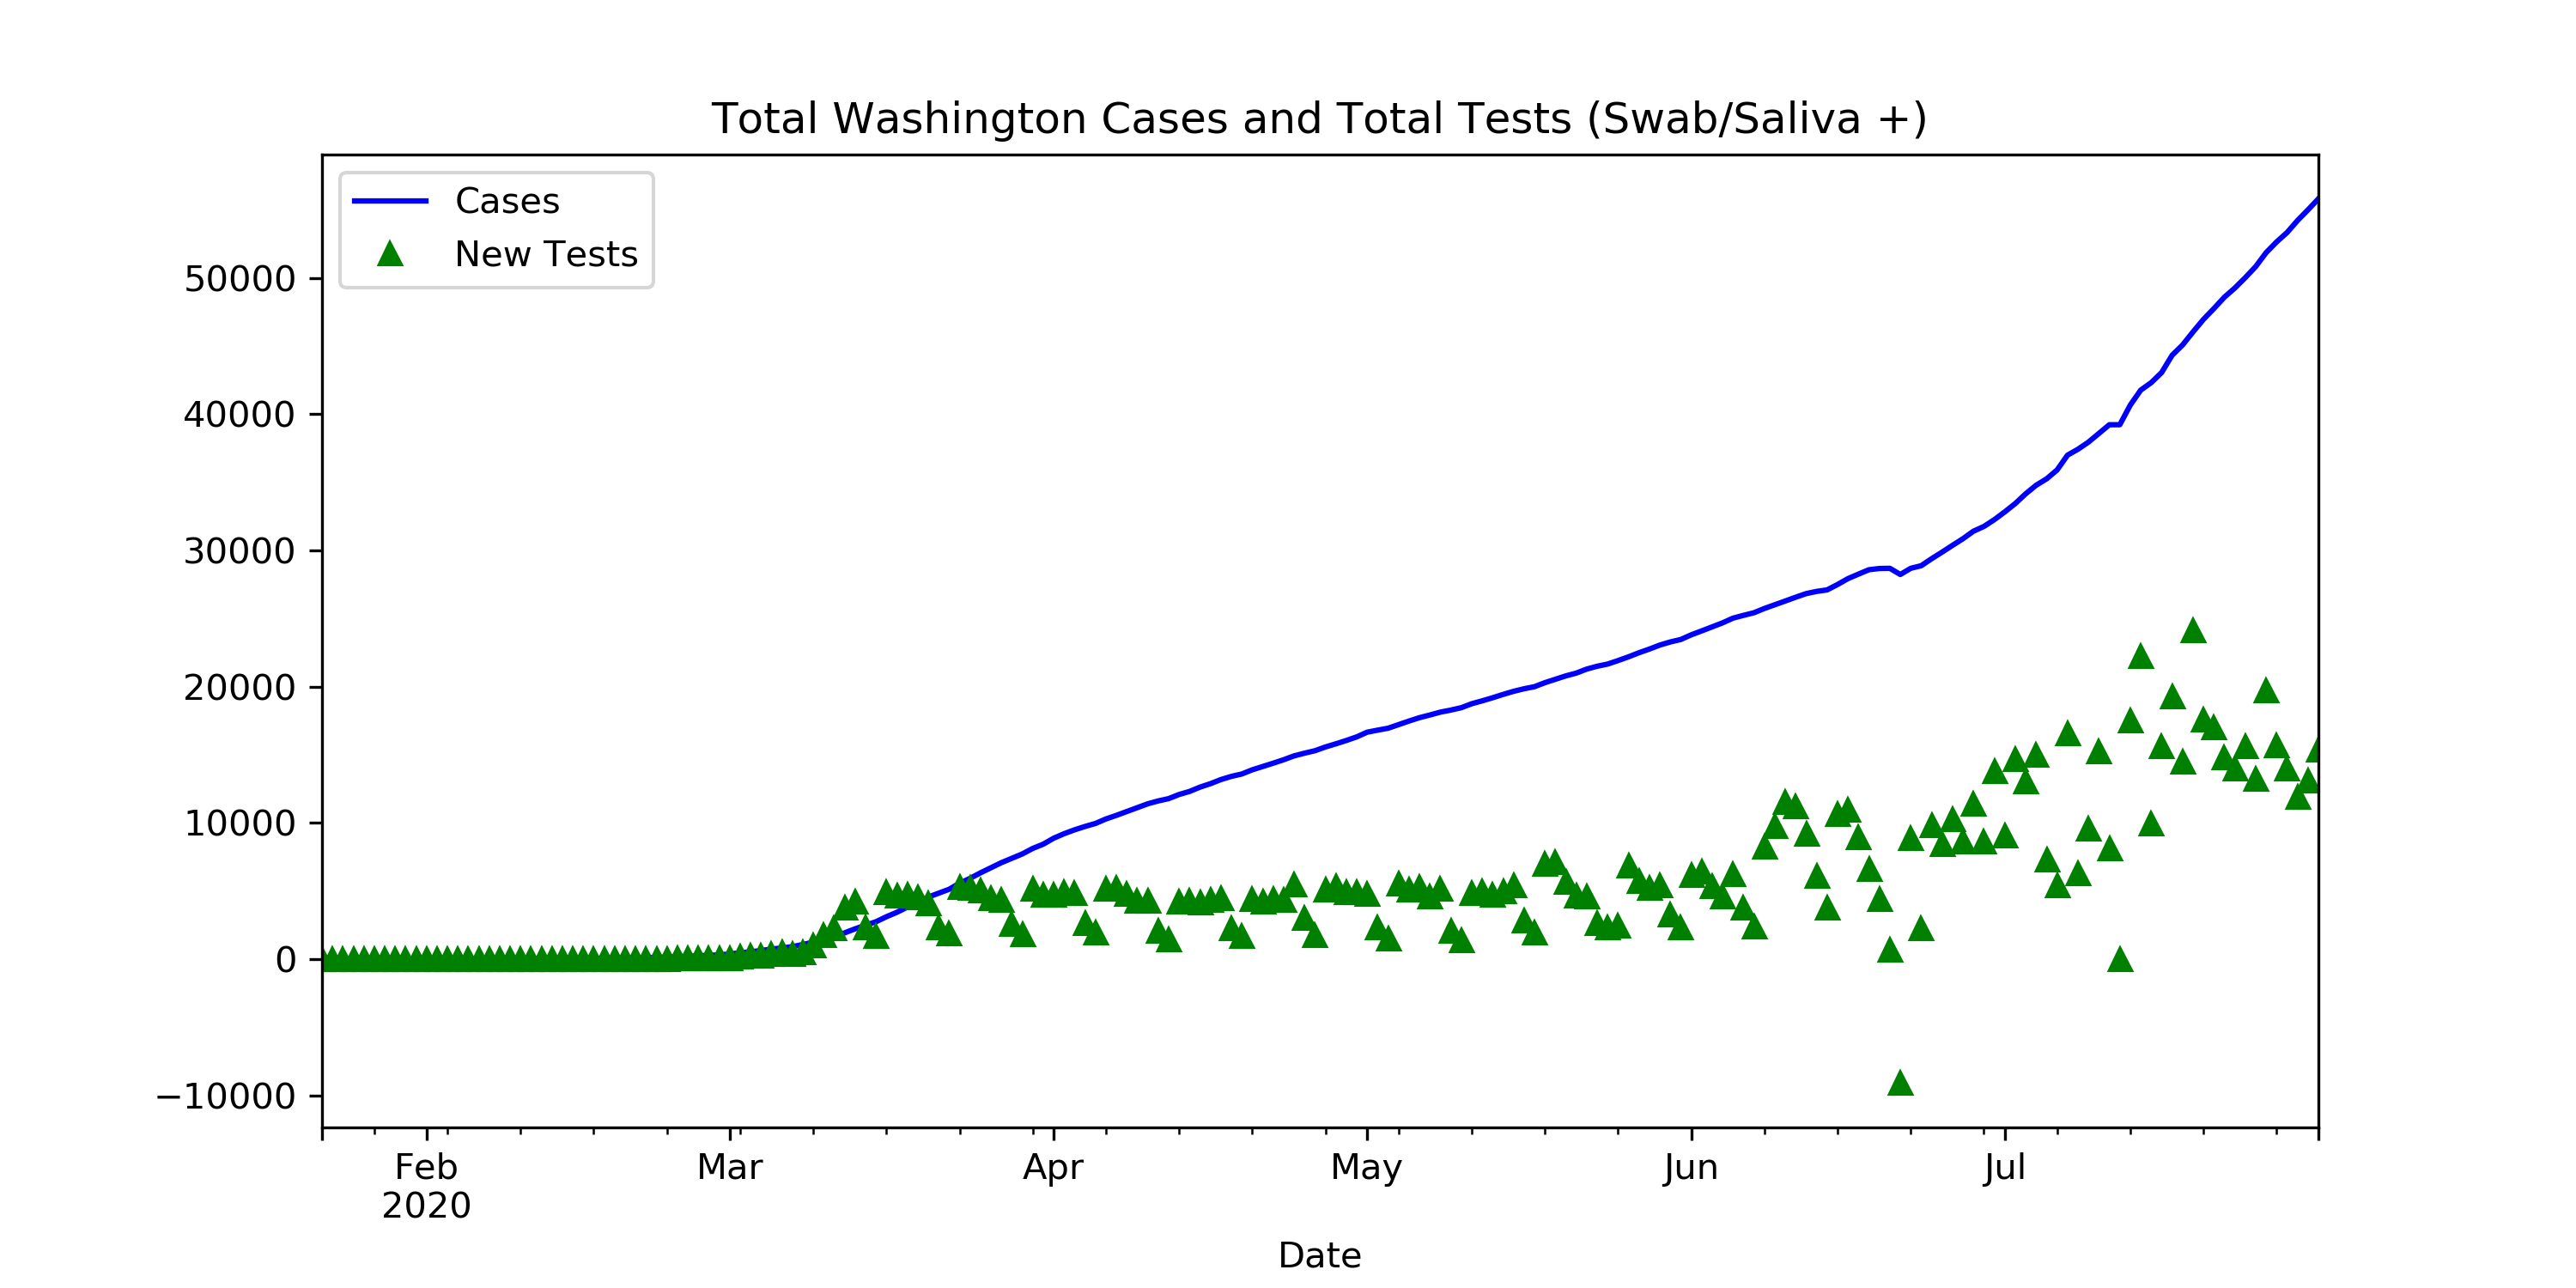 Total Washington Cases and Total Tests (Swab/Saliva +)
Cases
New Tests
50000
40000
30000
20000
10000
0
−10000
Feb Mar Apr May Jun Jul
2020
Date